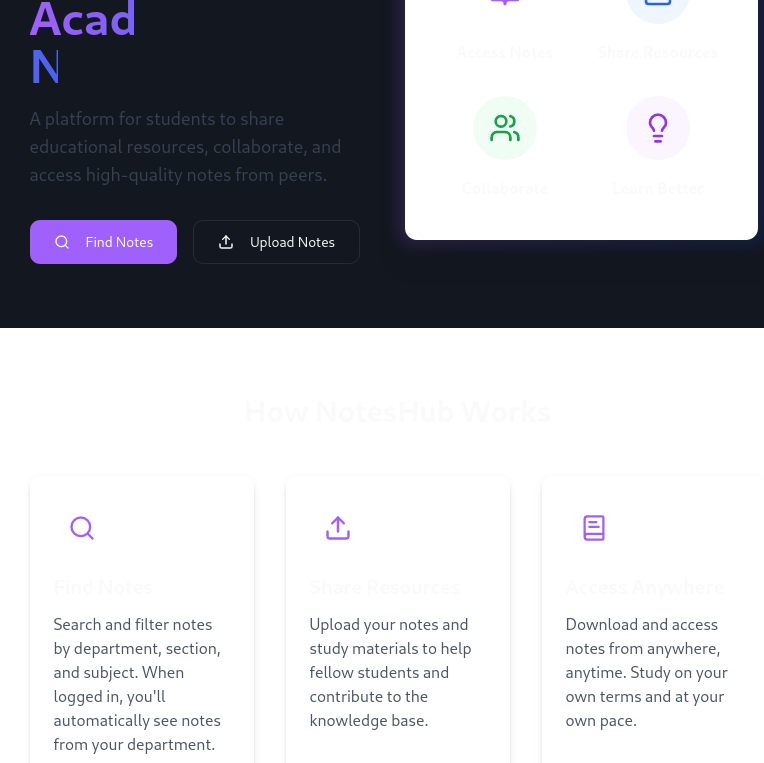 Acad
N
A platform for students to share
educational resources, collaborate, and
access high-quality notes from peers.
Find Notes
Upload Notes
Access Notes
Share Resources
Collaborate
Learn Better
How NotesHub Works
Find Notes
Search and filter notes
by department, section,
and subject. When
logged in, you'll
automatically see notes
from your department.
Share Resources
Upload your notes and
study materials to help
fellow students and
contribute to the
knowledge base.
Access Anywhere
Download and access
notes from anywhere,
anytime. Study on your
own terms and at your
own pace.